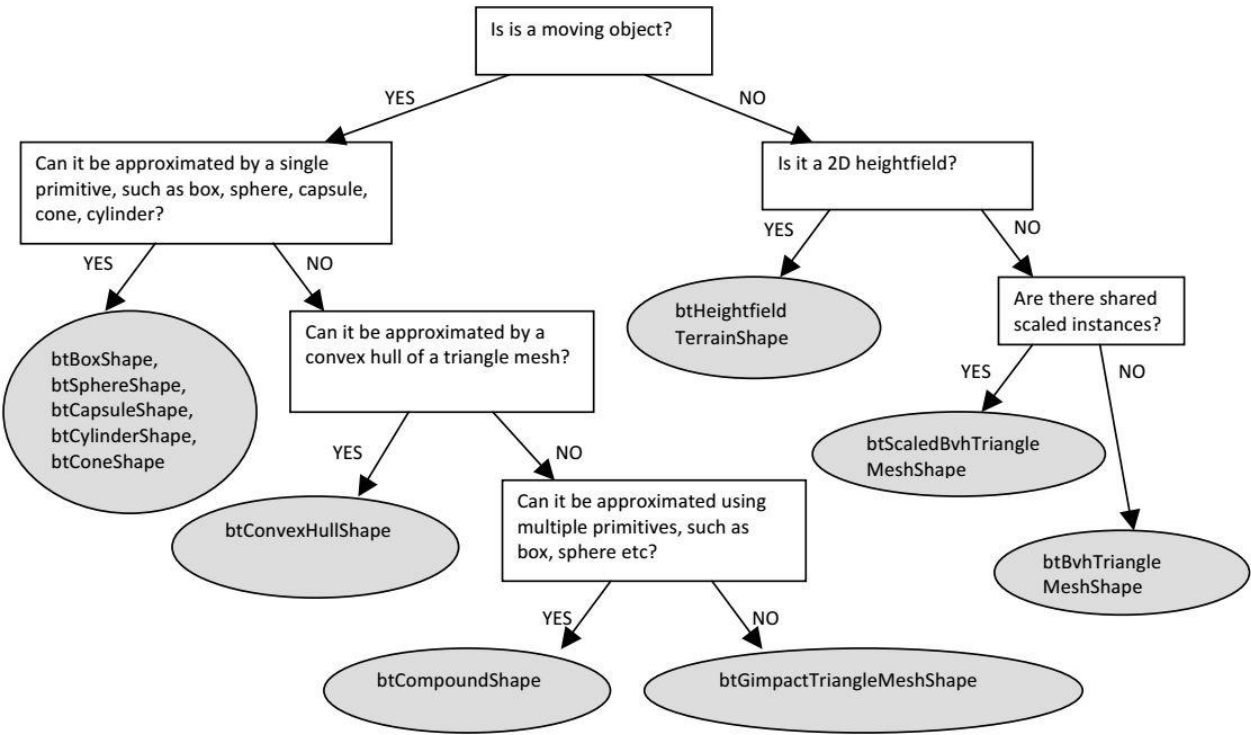 Is is a moving object?
YES
NO
Can it be approximated by a single
primitive, such as box, sphere, capsule,
cone, cylinder?
Is it a 2D heightfield?
YES
NO
YES
NO
btBoxShape,
btSphereShape,
btCapsuleShape,
btCylinderShape,
btConeShape
Can it be approximated by a
convex hull of a triangle mesh?
btHeightfield
TerrainShape
Are there shared
scaled instances?
YES
NO
YES
NO
btConvexHullShape
Can it be approximated using
multiple primitives, such as
box, sphere etc?
btScaledBvhTriangle
MeshShape
btBvhTriangle
MeshShape
YES
NO
btCompoundShape
btGimpactTriangleMeshShape